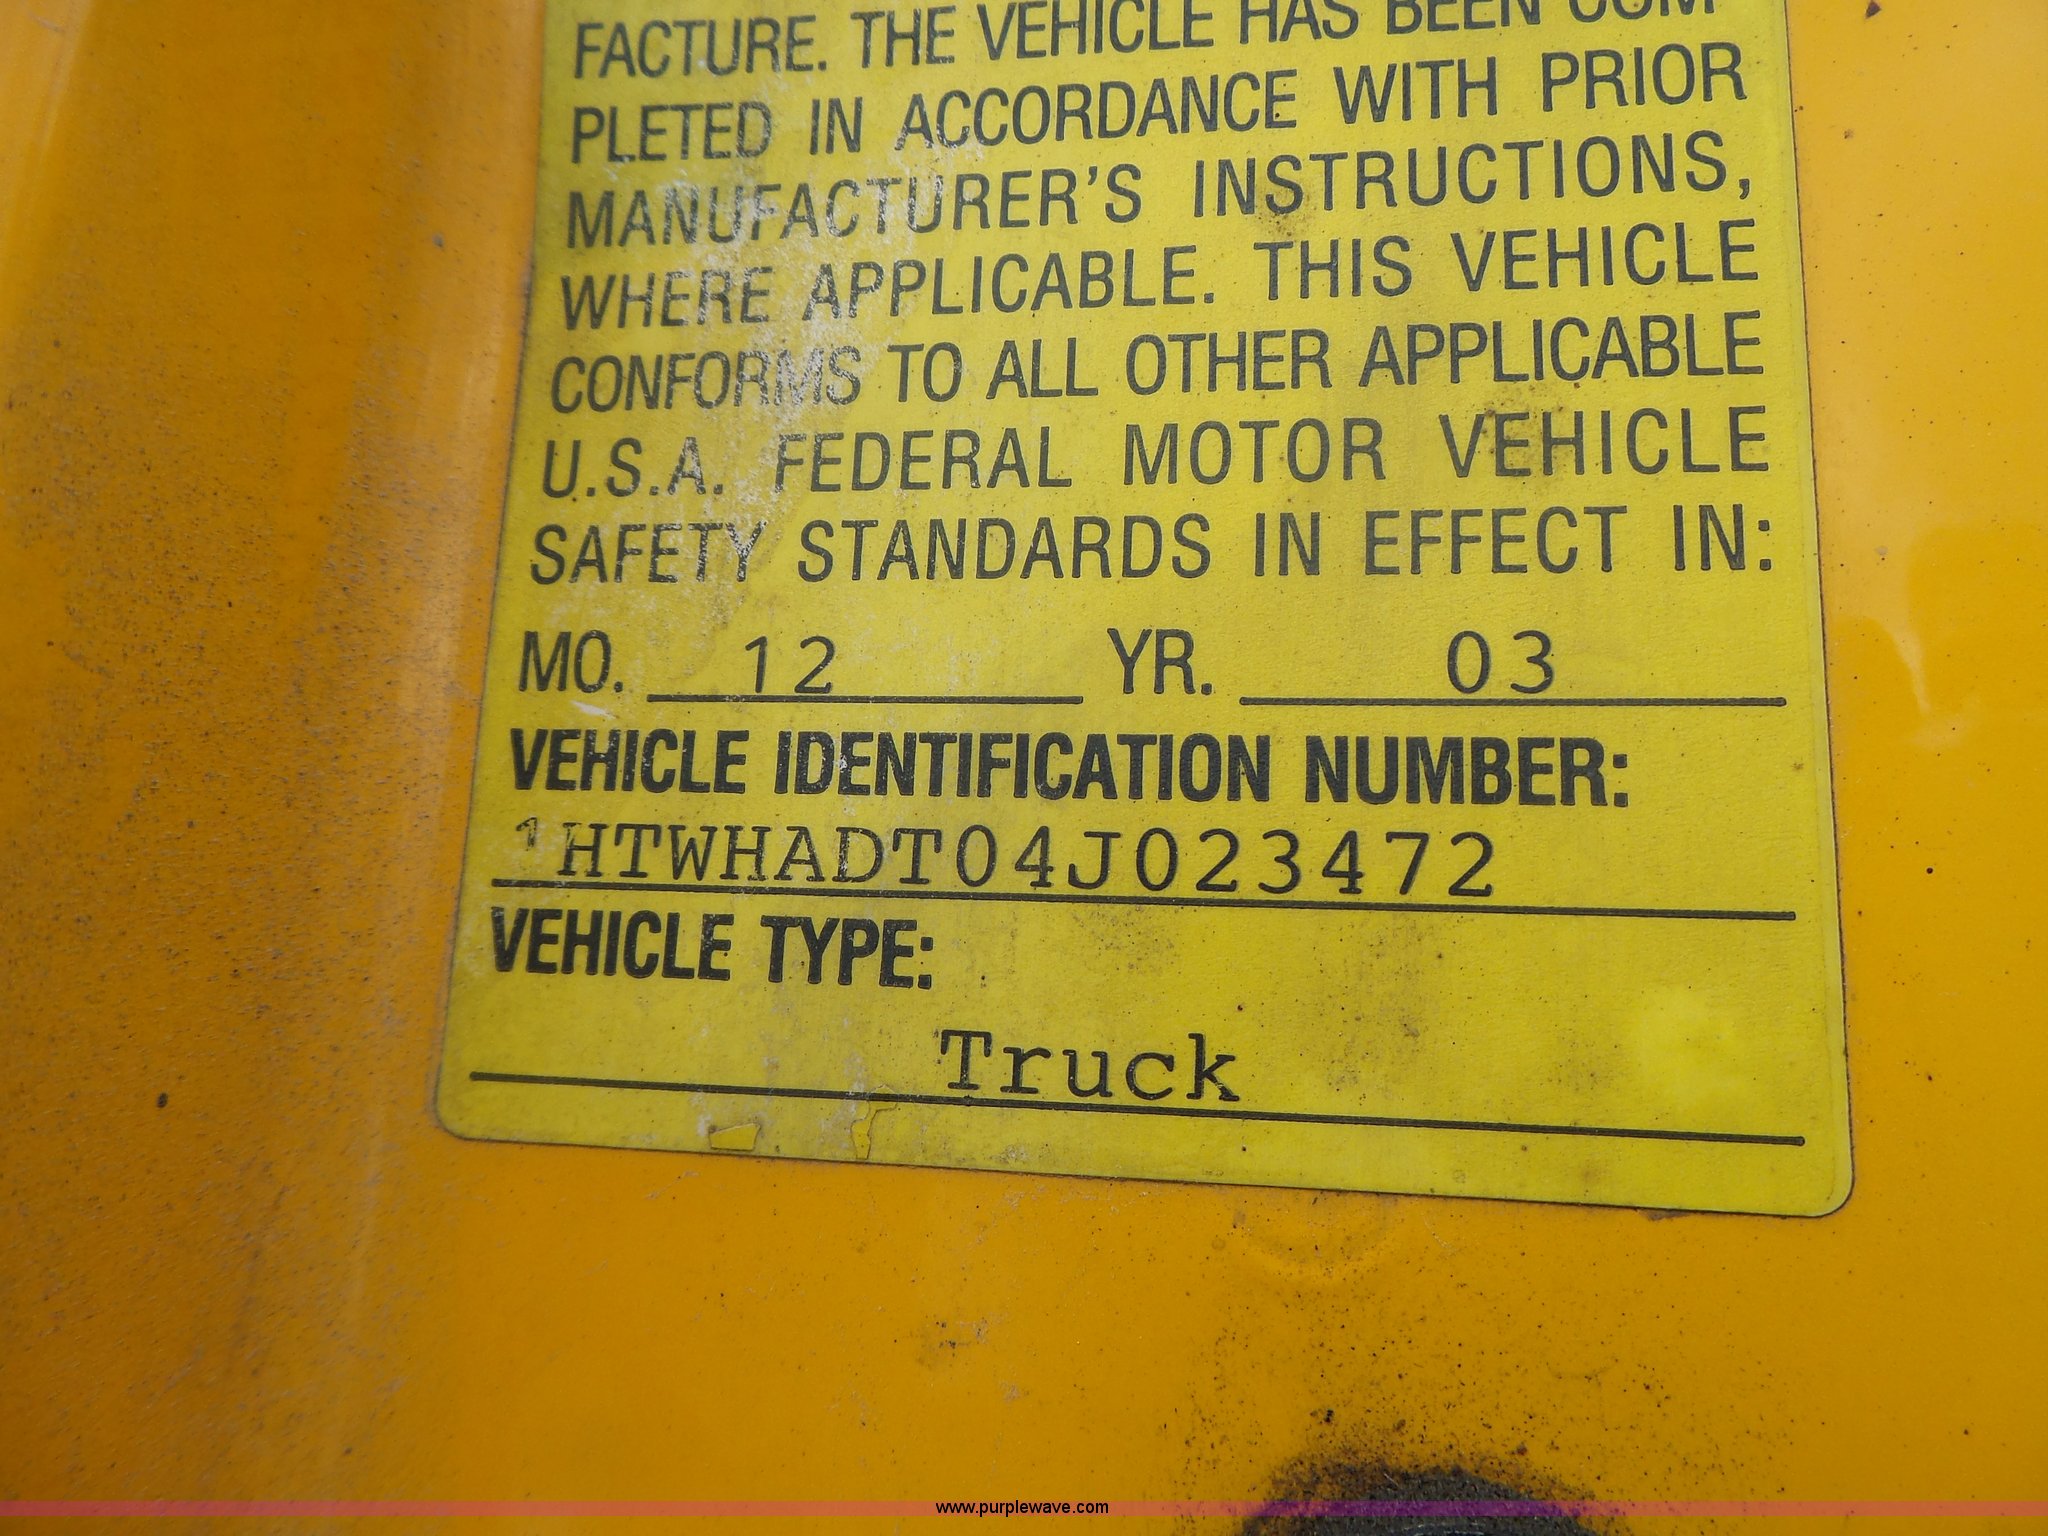 FACTURE. THE VEHICLE HAS BEEN COM-
PLETED IN ACCORDANCE WITH PRIOR
MANUFACTURER'S INSTRUCTIONS,
WHERE APPLICABLE. THIS VEHICLE
CONFORMS TO ALL OTHER APPLICABLE
U.S.A. FEDERAL MOTOR VEHICLE
SAFETY STANDARDS IN EFFECT IN:
MO. 12 YR. 03
VEHICLE IDENTIFICATION NUMBER:
1HTWHADT04J023472
VEHICLE TYPE:
Truck
www.purplewave.com